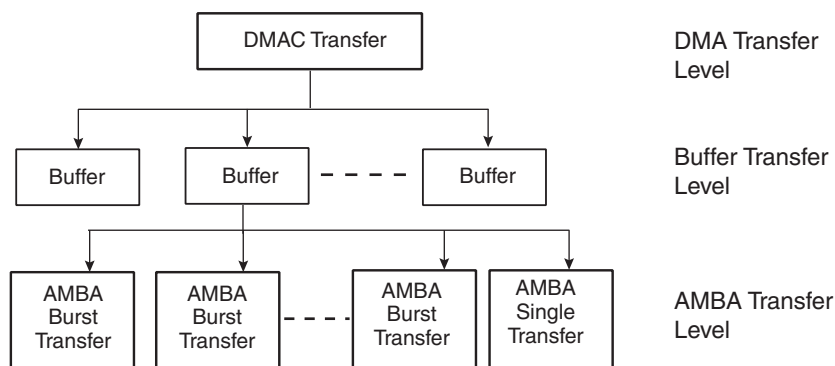 DMAC Transfer
DMA Transfer
Level
Buffer
Buffer
Buffer
Buffer Transfer
Level
AMBA
Burst
Transfer
AMBA
Burst
Transfer
AMBA
Burst
Transfer
AMBA
Single
Transfer
AMBA Transfer
Level